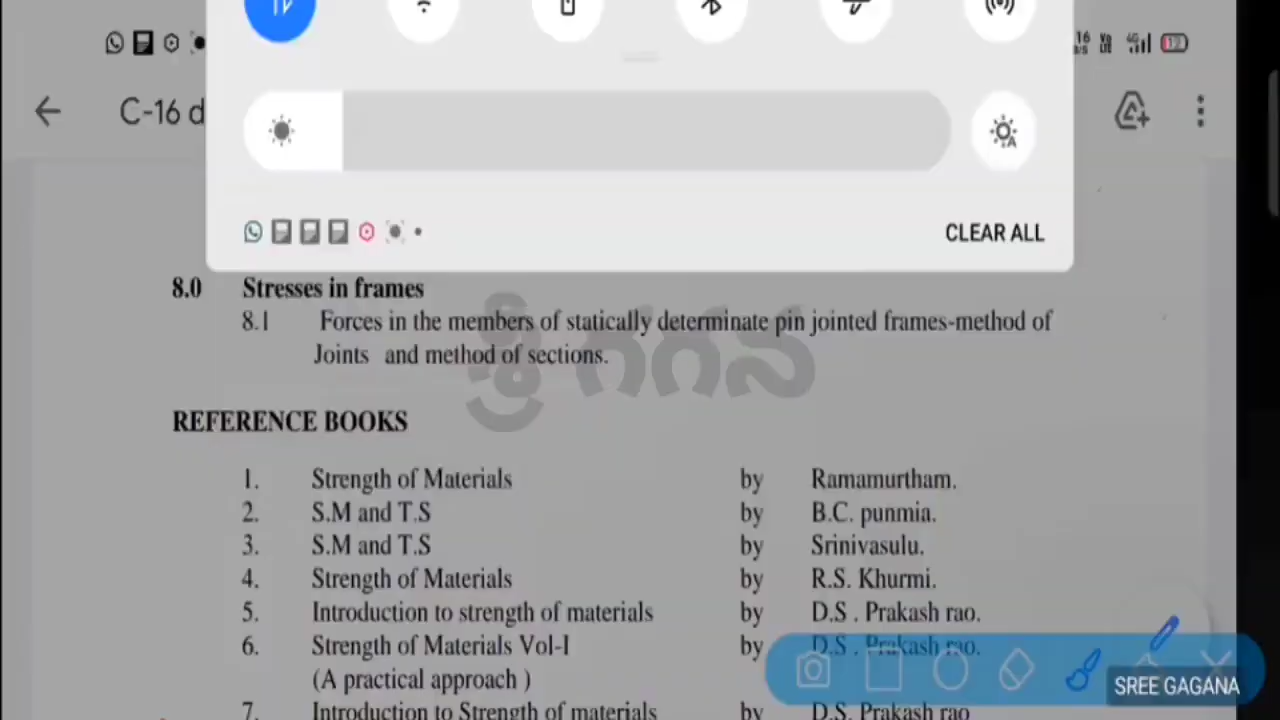 16
4G
12
C-16 d
CLEAR ALL
8.0 Stresses in frames
8.1 Forces in the members of statically determinate pin jointed frames-method of
Joints and method of sections.
శ్రీ గగన
REFERENCE BOOKS
1. Strength of Materials by Ramamurtham.
2. S.M and T.S by B.C. punmia.
3. S.M and T.S by Srinivasulu.
4. Strength of Materials by R.S. Khurmi.
5. Introduction to strength of materials by D.S . Prakash rao.
6. Strength of Materials Vol-I by D.S . Prakash rao.
(A practical approach )
7. Introduction to Strength of materials by D.S. Prakash rao
SREE GAGANA